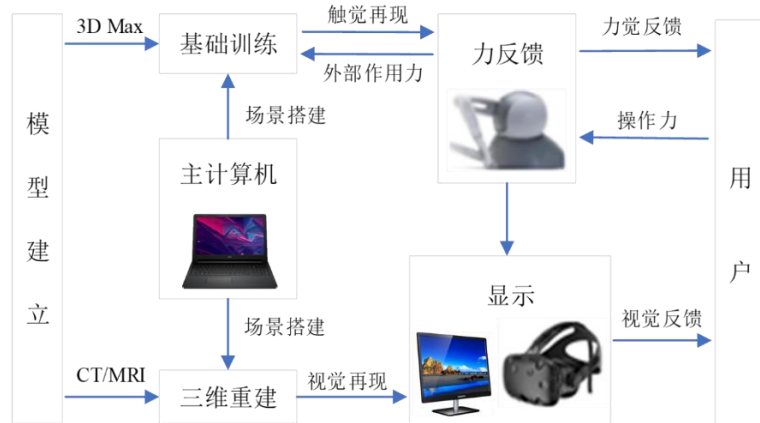 3D Max
基础训练
触觉再现
外部作用力
力反馈
力觉反馈
操作力
模型建立
场景搭建
主计算机
用户
场景搭建
显示
视觉反馈
CT/MRI
三维重建
视觉再现